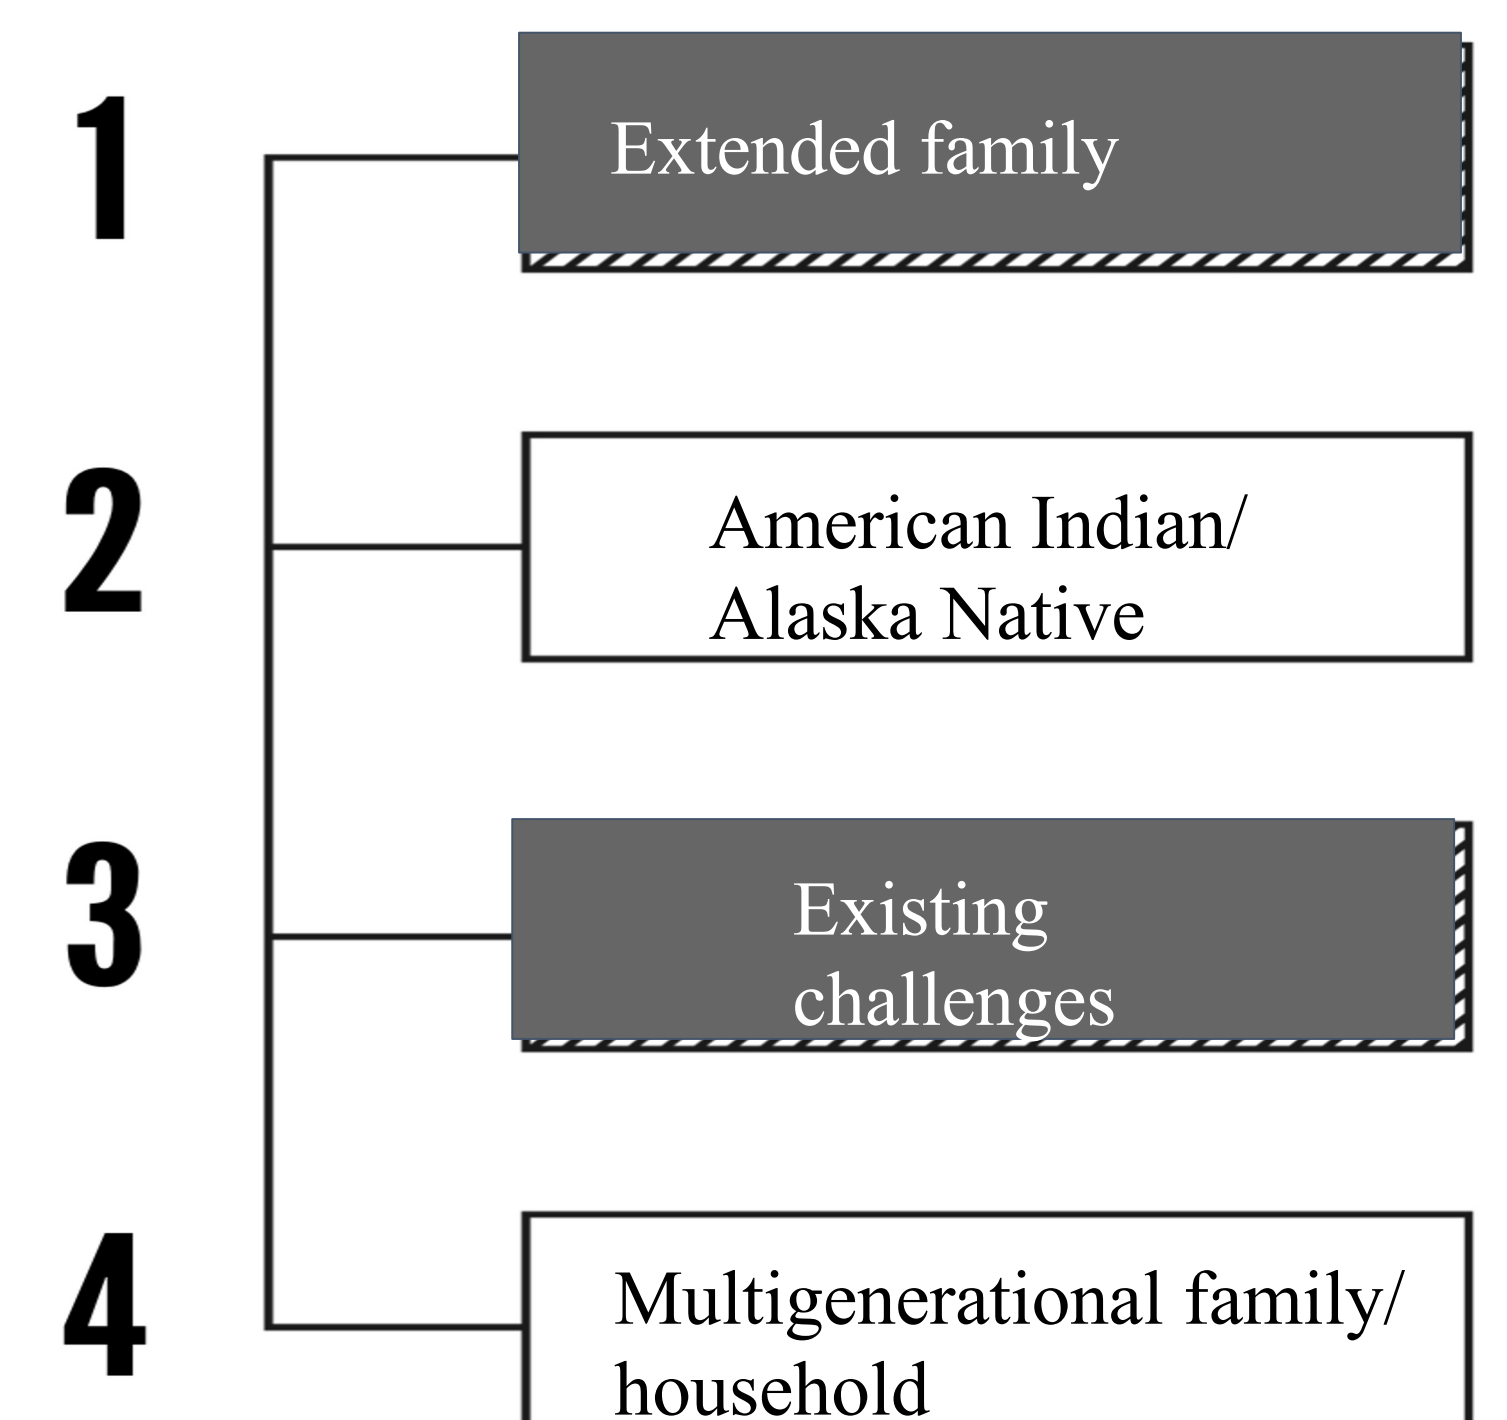 1
Extended family
2
American Indian/
Alaska Native
3
Existing
challenges
4
Multigenerational family/
household